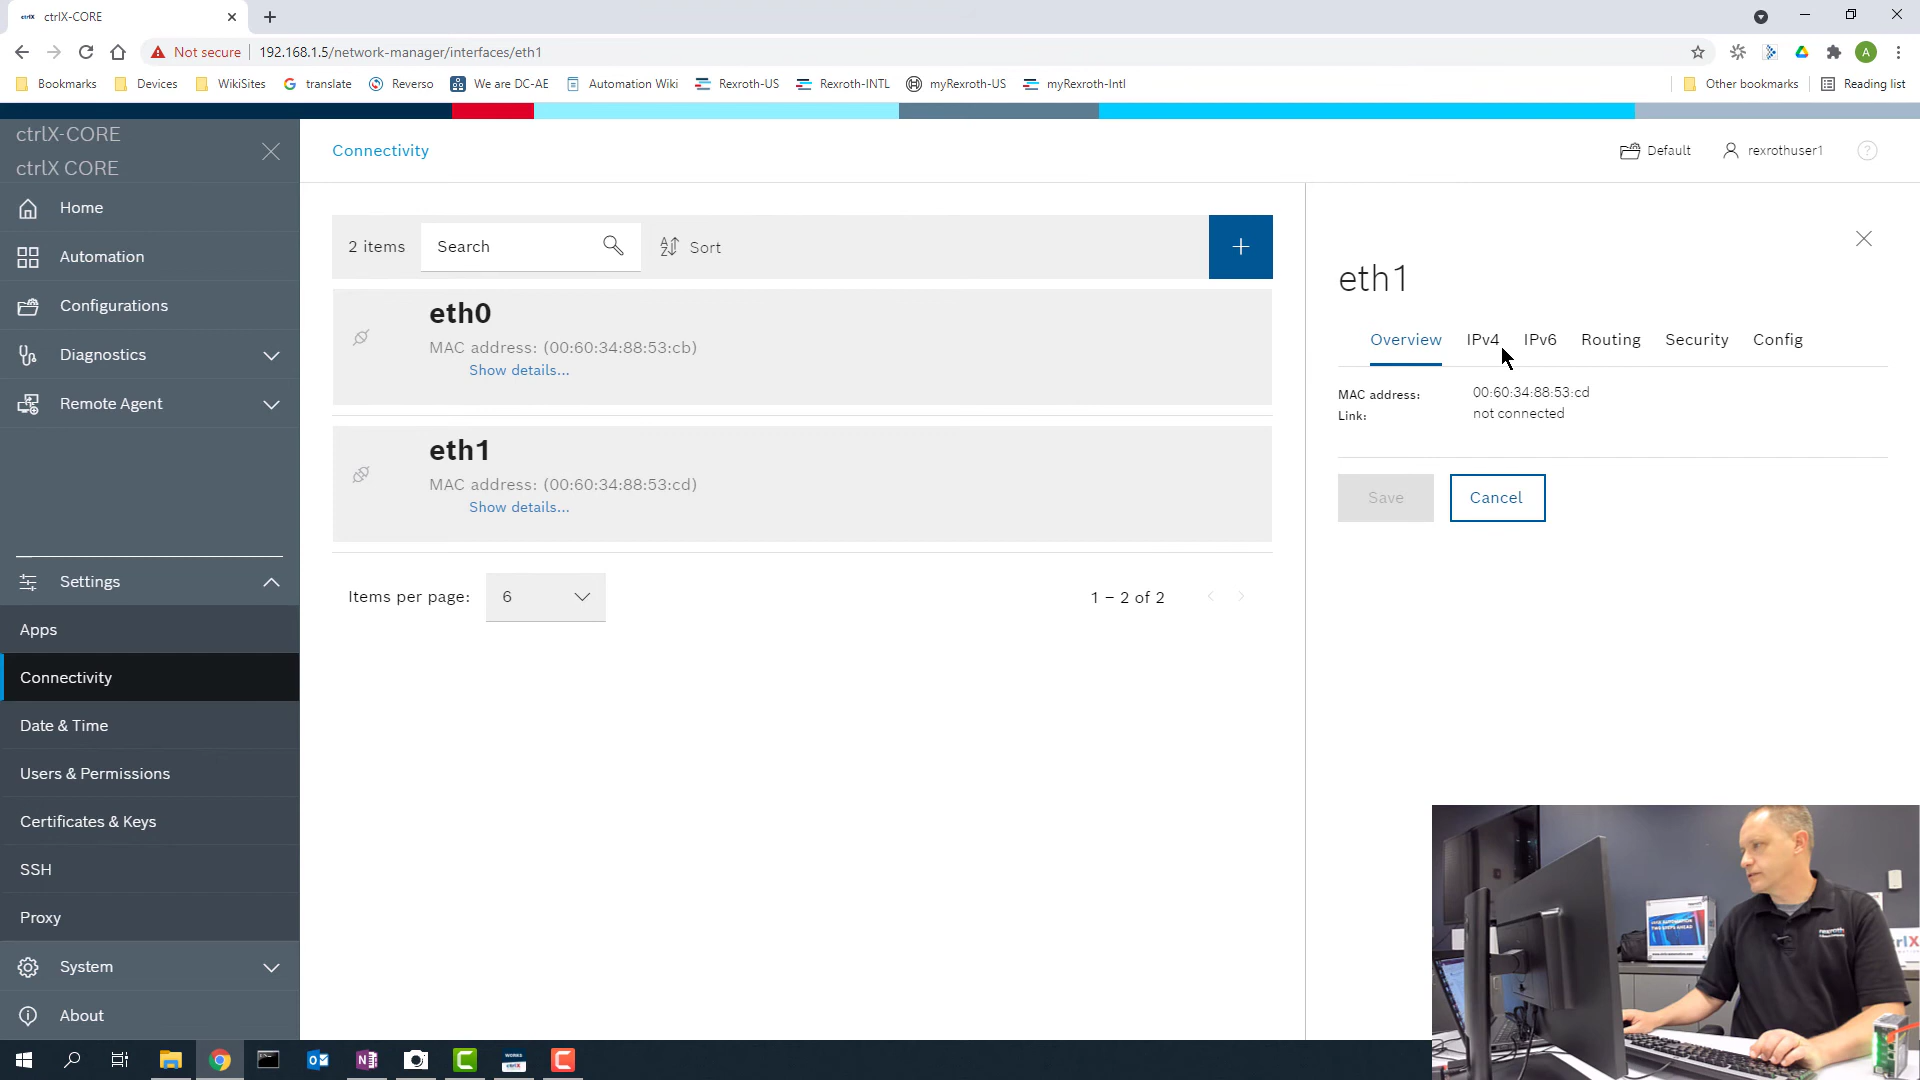 ctrlX
ctrlX-CORE
Not secure
192.168.1.5/network-manager/interfaces/eth1
A
Bookmarks
Devices
WikiSites
translate
Reverso
We are DC-AE
Automation Wiki
Rexroth-US
Rexroth-INTL
myRexroth-US
myRexroth-Intl
Other bookmarks
Reading list
ctrlX-CORE
ctrlX CORE
Home
Automation
Configurations
Diagnostics
Remote Agent
Settings
Apps
Connectivity
Date & Time
Users & Permissions
Certificates & Keys
SSH
Proxy
System
About
Connectivity
Default
rexrothuser1
?
2 items
Search
Sort
eth0
MAC address: (00:60:34:88:53:cb)
Show details...
eth1
MAC address: (00:60:34:88:53:cd)
Show details...
Items per page: 6
1 – 2 of 2
eth1
Overview IPv4 IPv6 Routing Security Config
MAC address: 00:60:34:88:53:cd
Link: not connected
Save
Cancel
WORKS